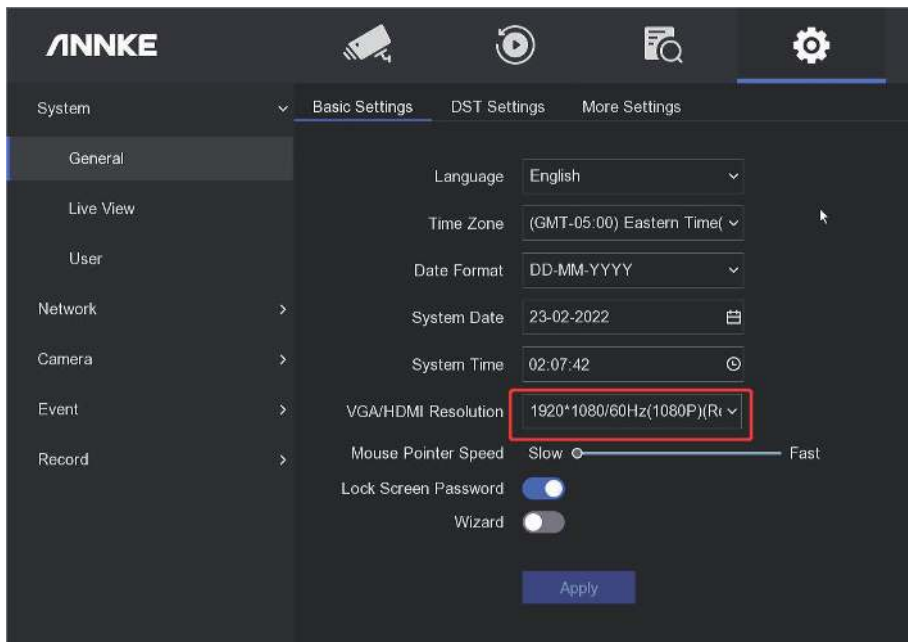 ANNKE
System
General
Live View
User
Network
Camera
Event
Record
Basic Settings DST Settings More Settings
Language English
Time Zone (GMT-05:00) Eastern Time(
Date Format DD-MM-YYYY
System Date 23-02-2022
System Time 02:07:42
VGA/HDMI Resolution 1920*1080/60Hz(1080P)(Re
Mouse Pointer Speed Slow Fast
Lock Screen Password
Wizard
Apply